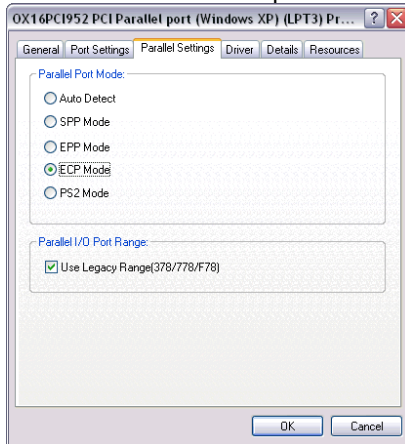 OX16PCI952 PCI Parallel port (Windows XP) (LPT3) Pr...
General Port Settings Parallel Settings Driver Details Resources
Parallel Port Mode:
Auto Detect
SPP Mode
EPP Mode
ECP Mode
PS2 Mode
Parallel I/O Port Range:
Use Legacy Range(378/778/F78)
OK Cancel